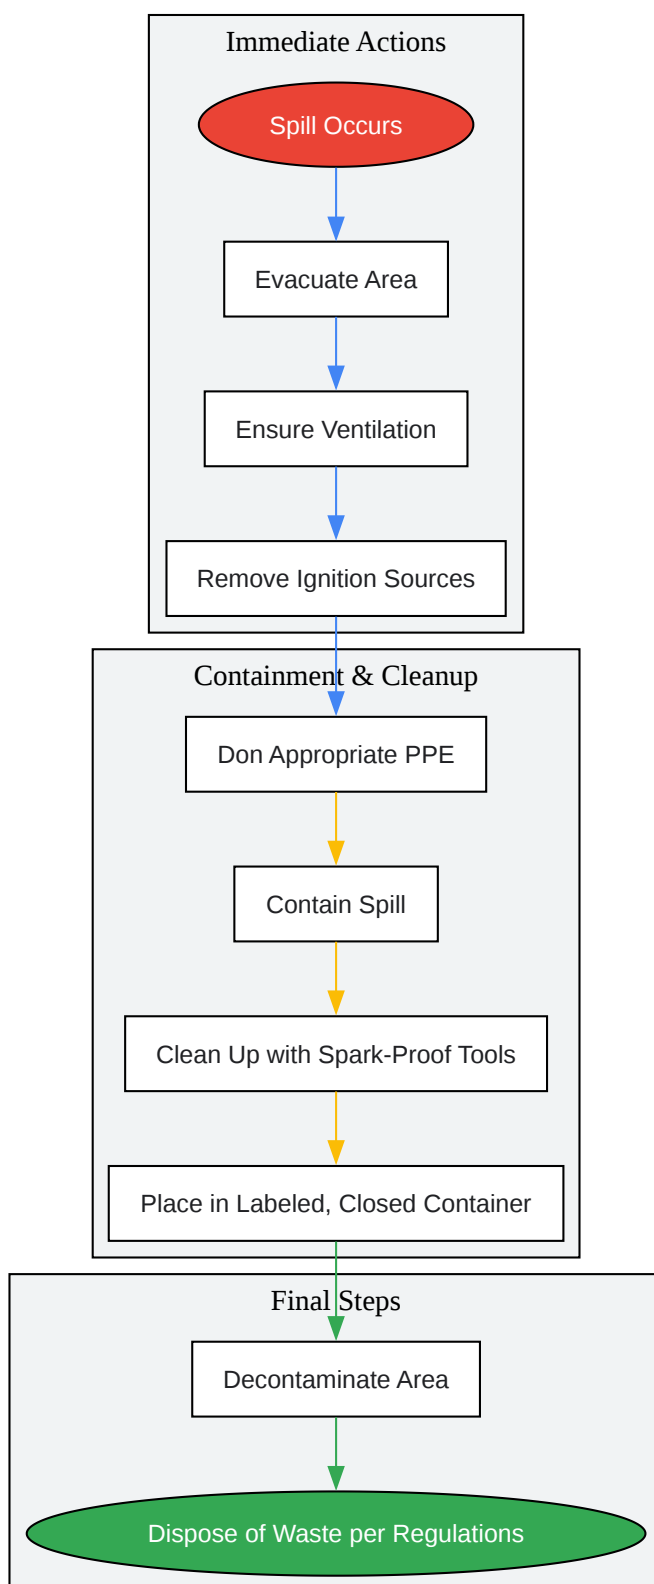 Immediate Actions
Spill Occurs
Evacuate Area
Ensure Ventilation
Remove Ignition Sources
Containment & Cleanup
Don Appropriate PPE
Contain Spill
Clean Up with Spark-Proof Tools
Place in Labeled, Closed Container
Final Steps
Decontaminate Area
Dispose of Waste per Regulations